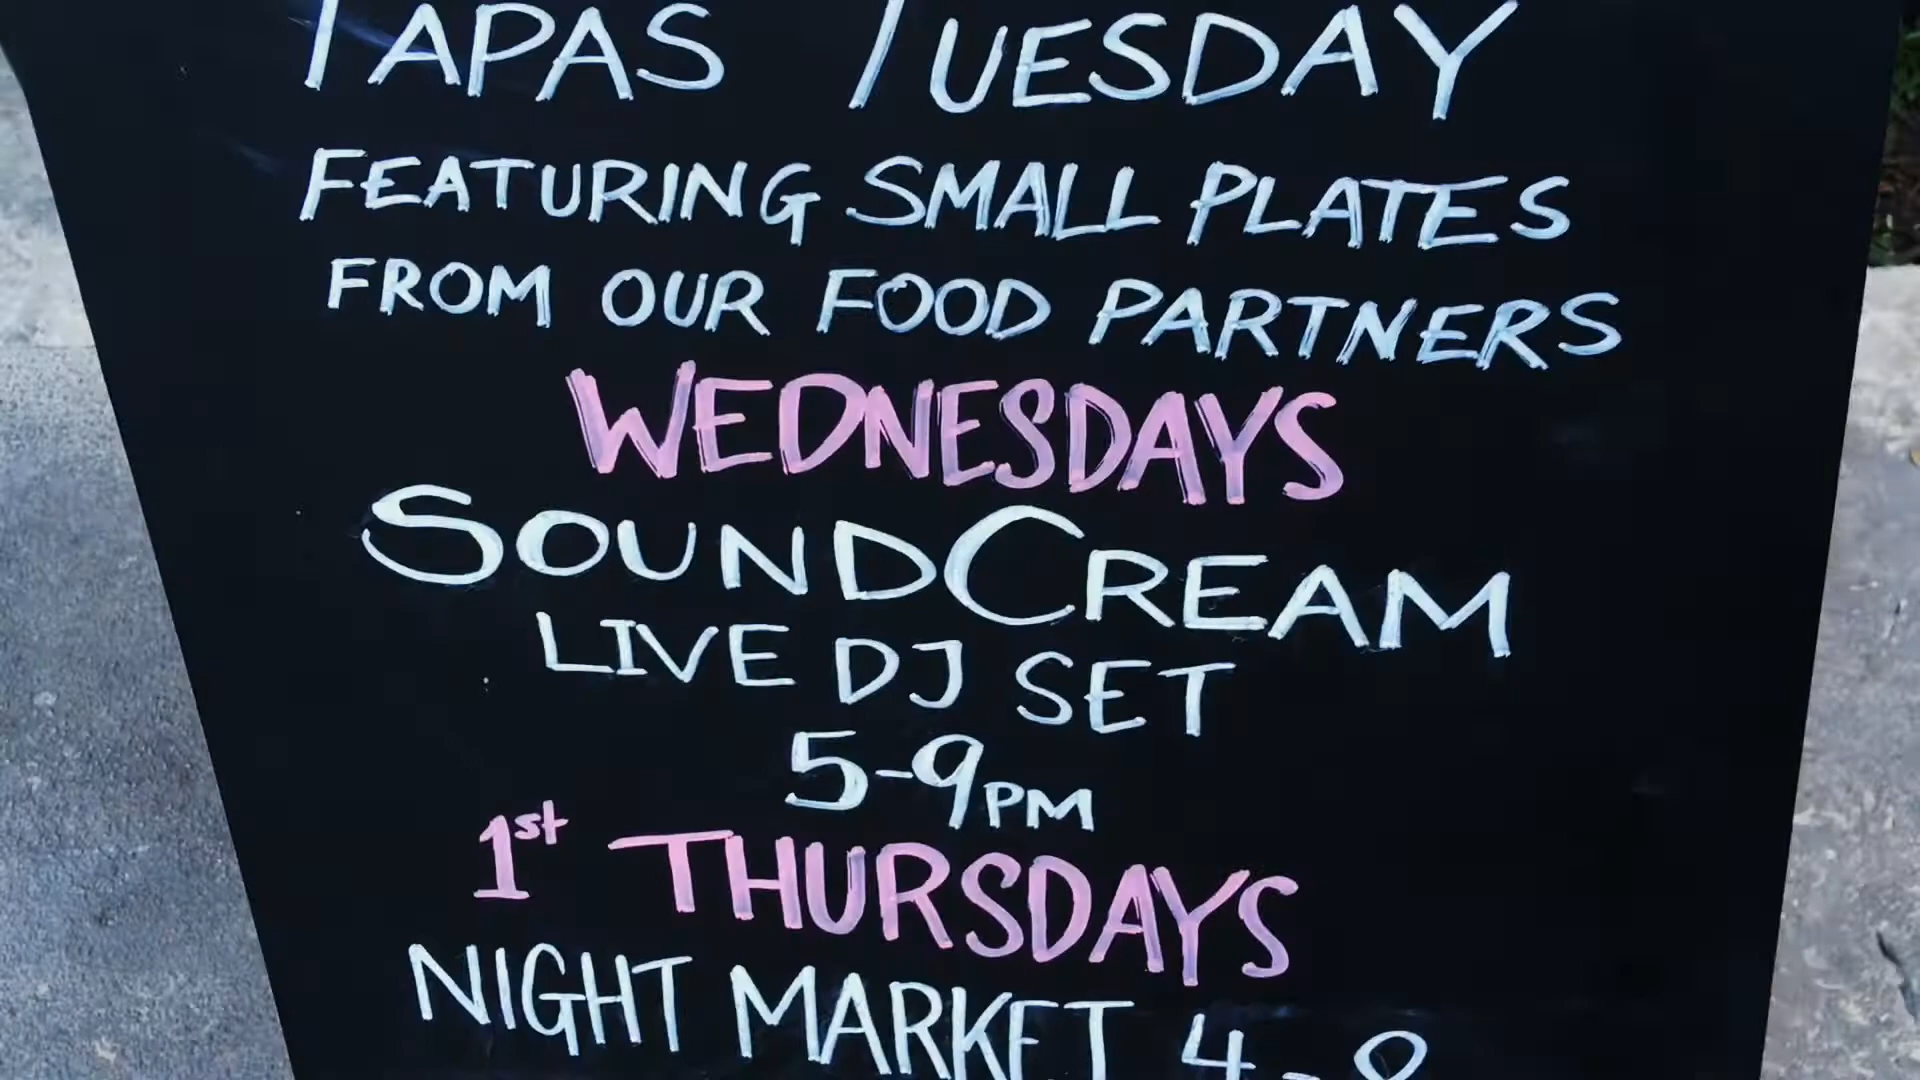 TAPAS TUESDAY
FEATURING SMALL PLATES
FROM OUR FOOD PARTNERS
WEDNESDAYS
SOUNDCREAM
LIVE DJ SET
5-9PM
1st THURSDAYS
NIGHT MARKET 4-